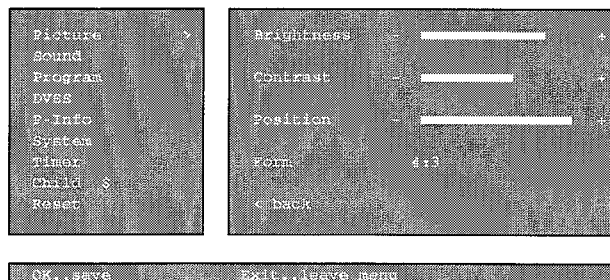 Picture >
Sound
Program
DVSS
P-Info
System
Timer
Child $
Reset
Brightness - +
Contrast - +
Position - +
Form 4:3
< back
OK..save Exit..leave menu